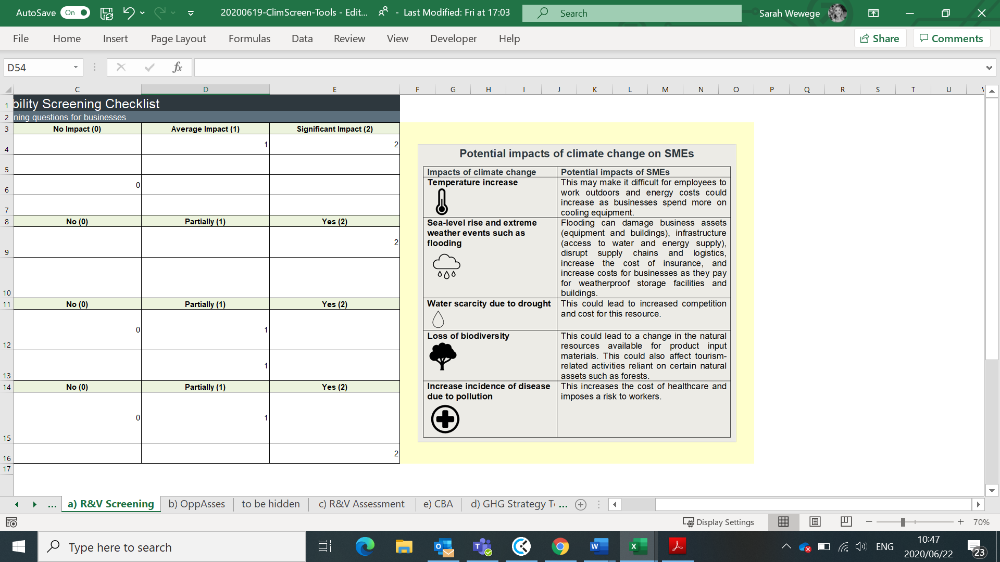 AutoSave On 20200619-ClimScreen-Tools - Edit... - Last Modified: Fri at 17:03 Search Sarah Wewege
File Home Insert Page Layout Formulas Data Review View Developer Help Share Comments
D54 fx
C D E F G H I J K L M N O P Q R S T U
1 bility Screening Checklist
2 ning questions for businesses
3 No Impact (0) Average Impact (1) Significant Impact (2)
4 1 2
5
6 0
7
8 No (0) Partially (1) Yes (2)
9 2
10
11 No (0) Partially (1) Yes (2)
12 0 1
13 1
14 No (0) Partially (1) Yes (2)
15 0 1
16 2
17
Potential impacts of climate change on SMEs
Impacts of climate change Potential impacts of SMEs
Temperature increase
This may make it difficult for employees to
work outdoors and energy costs could
increase as businesses spend more on
cooling equipment.
Sea-level rise and extreme
weather events such as
flooding
Flooding can damage business assets
(equipment and buildings), infrastructure
(access to water and energy supply),
disrupt supply chains and logistics,
increase the cost of insurance, and
increase costs for businesses as they pay
for weatherproof storage facilities and
buildings.
Water scarcity due to drought
This could lead to increased competition
and cost for this resource.
Loss of biodiversity
This could lead to a change in the natural
resources available for product input
materials. This could also affect tourism-
related activities reliant on certain natural
assets such as forests.
Increase incidence of disease
due to pollution
This increases the cost of healthcare and
imposes a risk to workers.
... a) R&V Screening b) OppAsses to be hidden c) R&V Assessment e) CBA d) GHG Strategy T ...
Display Settings 70%
Type here to search ENG 10:47
2020/06/22 23